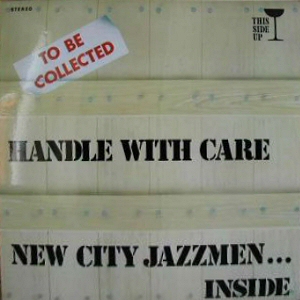 STEREO
THIS
SIDE
UP
TO BE
COLLECTED
HANDLE WITH CARE
NEW CITY JAZZMEN...
INSIDE